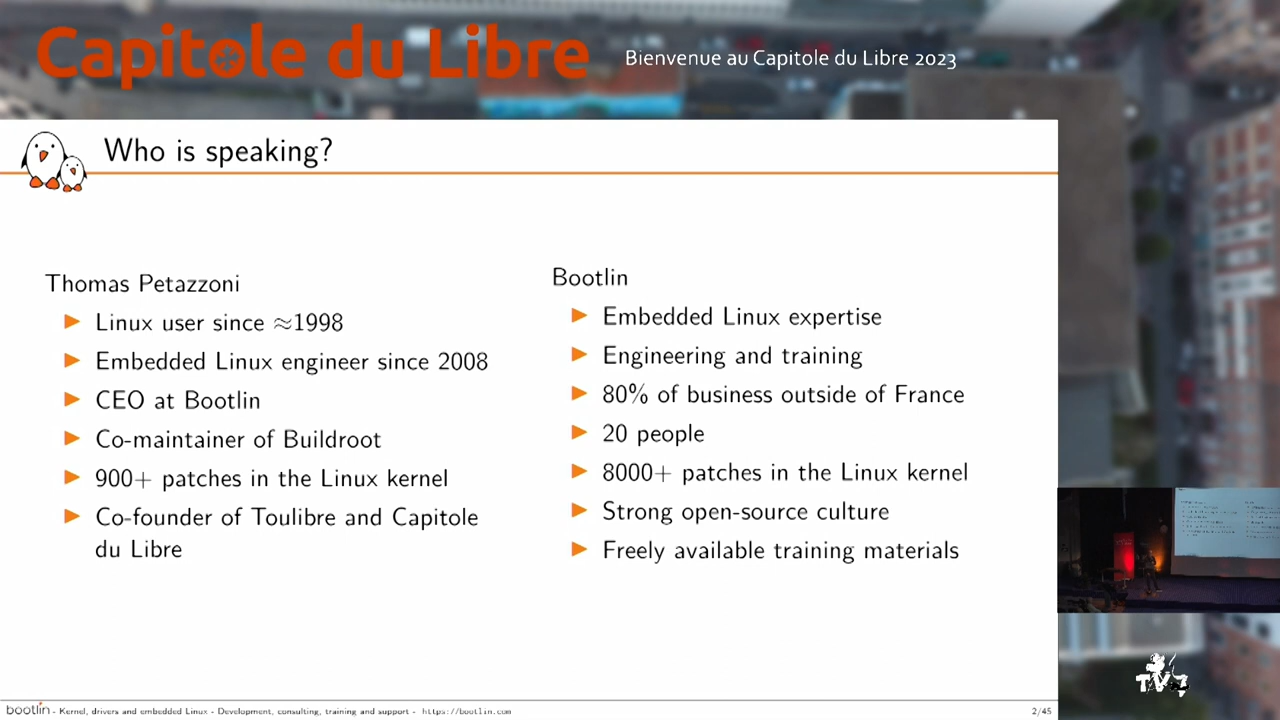 Capitole du Libre
Bienvenue au Capitole du Libre 2023
Who is speaking?
Thomas Petazzoni
Linux user since ≈1998
Embedded Linux engineer since 2008
CEO at Bootlin
Co-maintainer of Buildroot
900+ patches in the Linux kernel
Co-founder of Toulibre and Capitole
du Libre
Bootlin
Embedded Linux expertise
Engineering and training
80% of business outside of France
20 people
8000+ patches in the Linux kernel
Strong open-source culture
Freely available training materials
bootlin - Kernel, drivers and embedded Linux - Development, consulting, training and support - https://bootlin.com
2/45